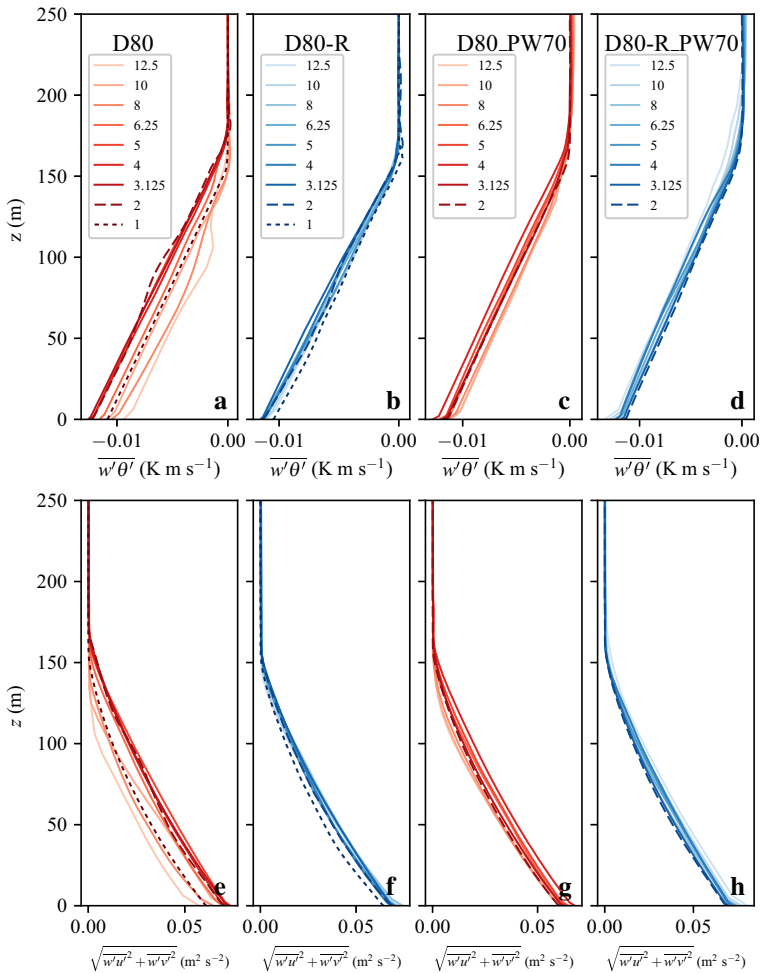 250
200
150
100
50
0
z (m)
D80
12.5
10
8
6.25
5
4
3.125
2
1
a
−0.01
0.00
w′θ′ (K m s−1)
D80-R
12.5
10
8
6.25
5
4
3.125
2
1
b
−0.01
0.00
w′θ′ (K m s−1)
D80_PW70
12.5
10
8
6.25
5
4
3.125
2
c
−0.01
0.00
w′θ′ (K m s−1)
D80-R_PW70
12.5
10
8
6.25
5
4
3.125
2
d
−0.01
0.00
w′θ′ (K m s−1)
250
200
150
100
50
0
z (m)
e
0.00
0.05
√w′u′2 + w′v′2 (m2 s−2)
f
0.00
0.05
√w′u′2 + w′v′2 (m2 s−2)
g
0.00
0.05
√w′u′2 + w′v′2 (m2 s−2)
h
0.00
0.05
√w′u′2 + w′v′2 (m2 s−2)